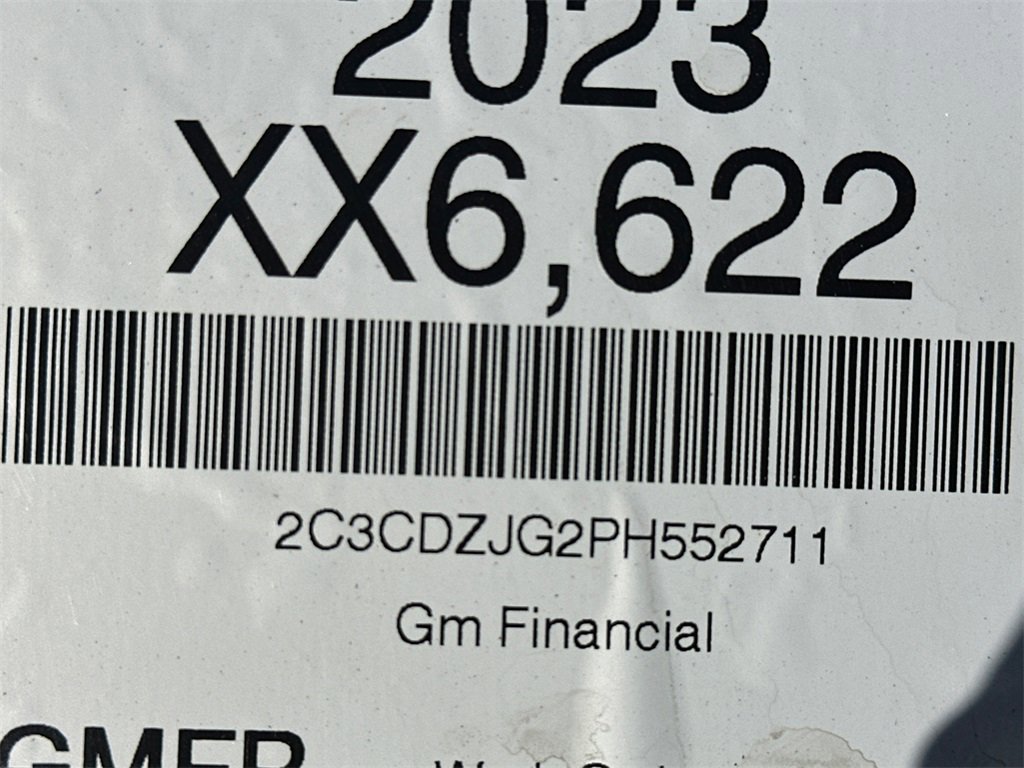 2023
XX6,622
2C3CDZJG2PH552711
Gm Financial
GMFR